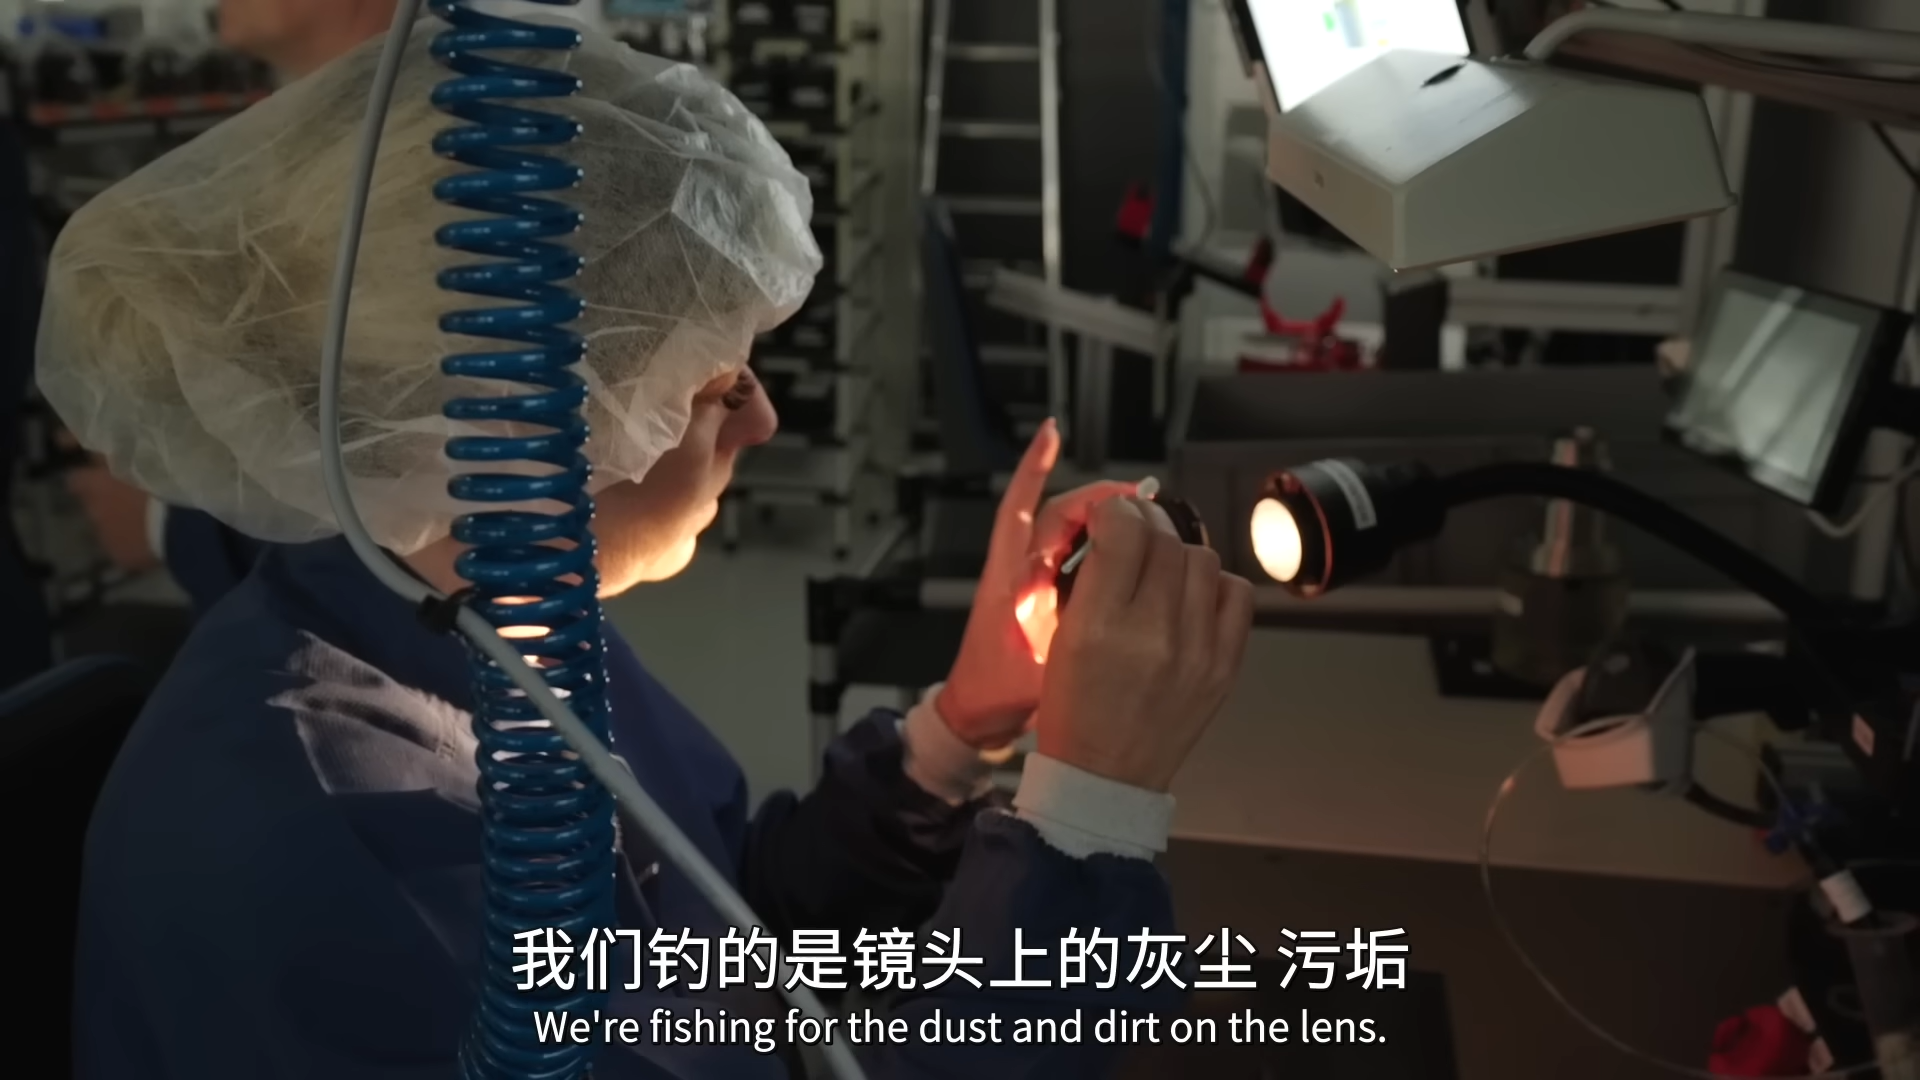 我们钓的是镜头上的灰尘 污垢
We're fishing for the dust and dirt on the lens.